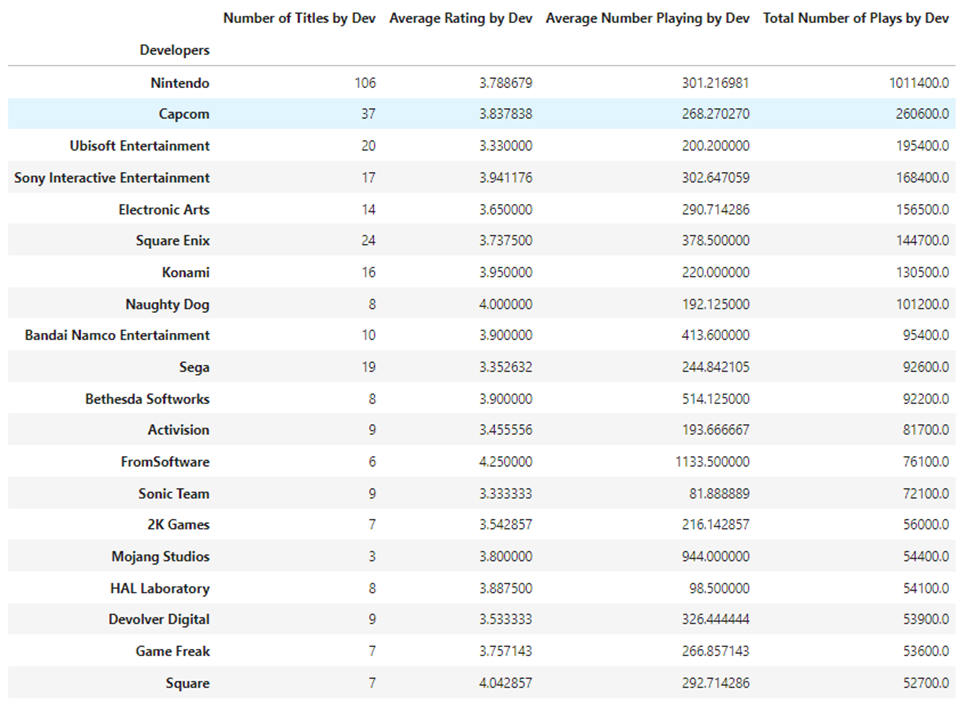 Number of Titles by Dev Average Rating by Dev Average Number Playing by Dev Total Number of Plays by Dev
Developers
Nintendo 106 3.788679 301.216981 1011400.0
Capcom 37 3.837838 268.270270 260600.0
Ubisoft Entertainment 20 3.330000 200.200000 195400.0
Sony Interactive Entertainment 17 3.941176 302.647059 168400.0
Electronic Arts 14 3.650000 290.714286 156500.0
Square Enix 24 3.737500 378.500000 144700.0
Konami 16 3.950000 220.000000 130500.0
Naughty Dog 8 4.000000 192.125000 101200.0
Bandai Namco Entertainment 10 3.900000 413.600000 95400.0
Sega 19 3.352632 244.842105 92600.0
Bethesda Softworks 8 3.900000 514.125000 92200.0
Activision 9 3.455556 193.666667 81700.0
FromSoftware 6 4.250000 1133.500000 76100.0
Sonic Team 9 3.333333 81.888889 72100.0
2K Games 7 3.542857 216.142857 56000.0
Mojang Studios 3 3.800000 944.000000 54400.0
HAL Laboratory 8 3.887500 98.500000 54100.0
Devolver Digital 9 3.533333 326.444444 53900.0
Game Freak 7 3.757143 266.857143 53600.0
Square 7 4.042857 292.714286 52700.0